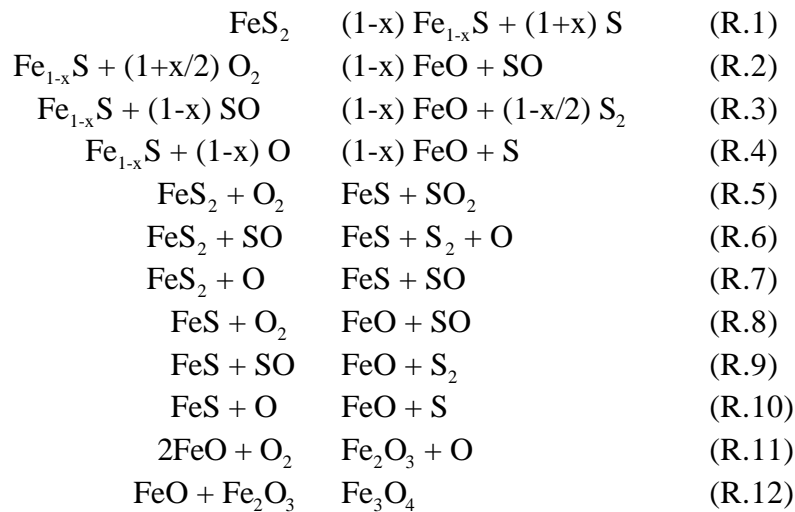 FeS₂ (1-x) Fe₁₋ₓS + (1+x) S (R.1)
Fe₁₋ₓS + (1+x/2) O₂ (1-x) FeO + SO (R.2)
Fe₁₋ₓS + (1-x) SO (1-x) FeO + (1-x/2) S₂ (R.3)
Fe₁₋ₓS + (1-x) O (1-x) FeO + S (R.4)
FeS₂ + O₂ FeS + SO₂ (R.5)
FeS₂ + SO FeS + S₂ + O (R.6)
FeS₂ + O FeS + SO (R.7)
FeS + O₂ FeO + SO (R.8)
FeS + SO FeO + S₂ (R.9)
FeS + O FeO + S (R.10)
2FeO + O₂ Fe₂O₃ + O (R.11)
FeO + Fe₂O₃ Fe₃O₄ (R.12)